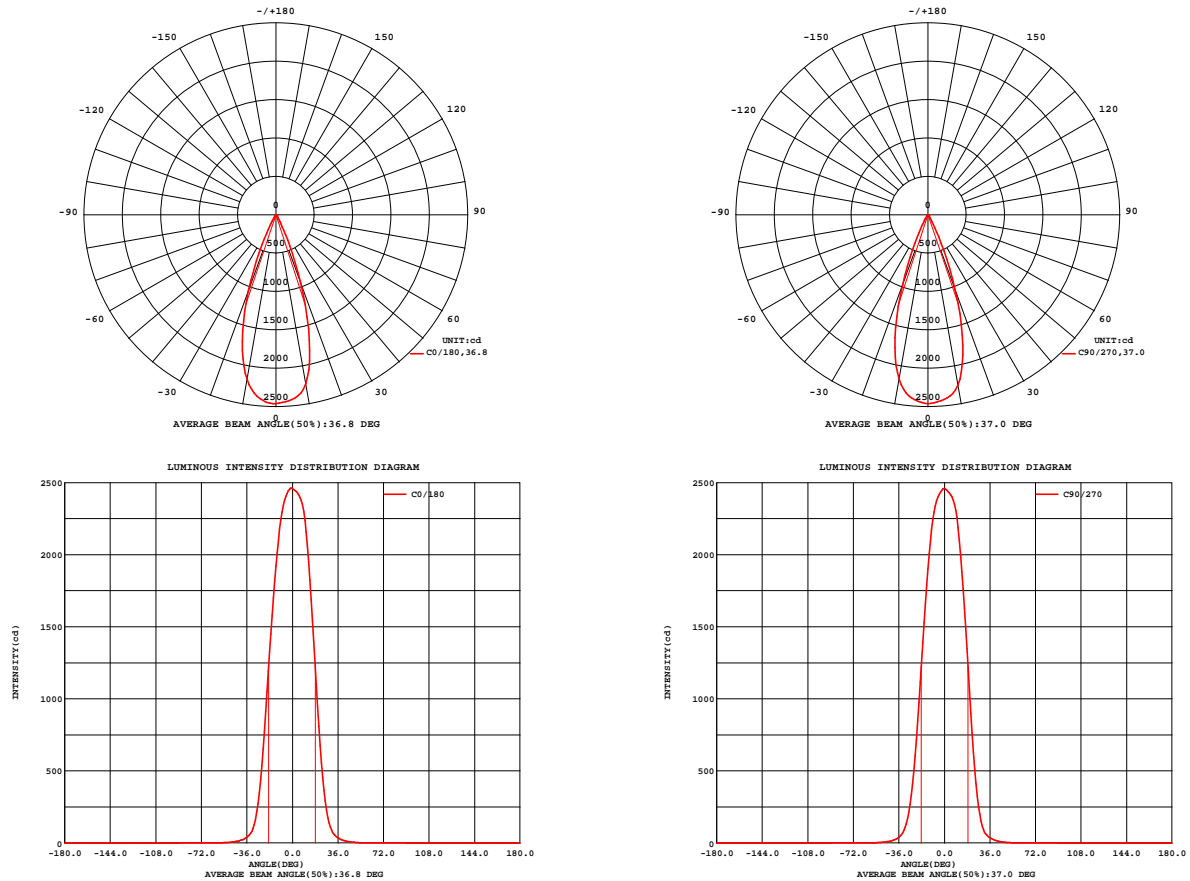 -/+180
-150
150
-120
120
-90
90
0
500
1000
1500
2000
2500
-60
60
-30
30
0
UNIT:cd
C0/180,36.8
AVERAGE BEAM ANGLE(50%):36.8 DEG
-/+180
-150
150
-120
120
-90
90
0
500
1000
1500
2000
2500
-60
60
-30
30
0
UNIT:cd
C90/270,37.0
AVERAGE BEAM ANGLE(50%):37.0 DEG
LUMINOUS INTENSITY DISTRIBUTION DIAGRAM
C0/180
INTENSITY(cd)
2500
2000
1500
1000
500
0
-180.0 -144.0 -108.0 -72.0 -36.0 0.0 36.0 72.0 108.0 144.0 180.0
ANGLE(DEG)
AVERAGE BEAM ANGLE(50%):36.8 DEG
LUMINOUS INTENSITY DISTRIBUTION DIAGRAM
C90/270
INTENSITY(cd)
2500
2000
1500
1000
500
0
-180.0 -144.0 -108.0 -72.0 -36.0 0.0 36.0 72.0 108.0 144.0 180.0
ANGLE(DEG)
AVERAGE BEAM ANGLE(50%):37.0 DEG